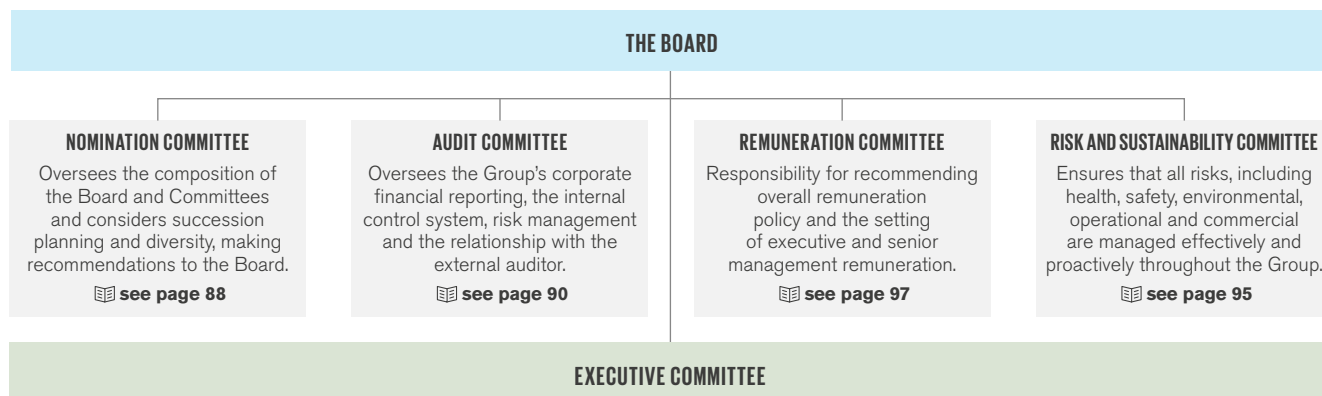 THE BOARD
NOMINATION COMMITTEE
Oversees the composition of
the Board and Committees
and considers succession
planning and diversity, making
recommendations to the Board.
see page 88
AUDIT COMMITTEE
Oversees the Group’s corporate
financial reporting, the internal
control system, risk management
and the relationship with the
external auditor.
see page 90
REMUNERATION COMMITTEE
Responsibility for recommending
overall remuneration
policy and the setting
of executive and senior
management remuneration.
see page 97
RISK AND SUSTAINABILITY COMMITTEE
Ensures that all risks, including
health, safety, environmental,
operational and commercial
are managed effectively and
proactively throughout the Group.
see page 95
EXECUTIVE COMMITTEE